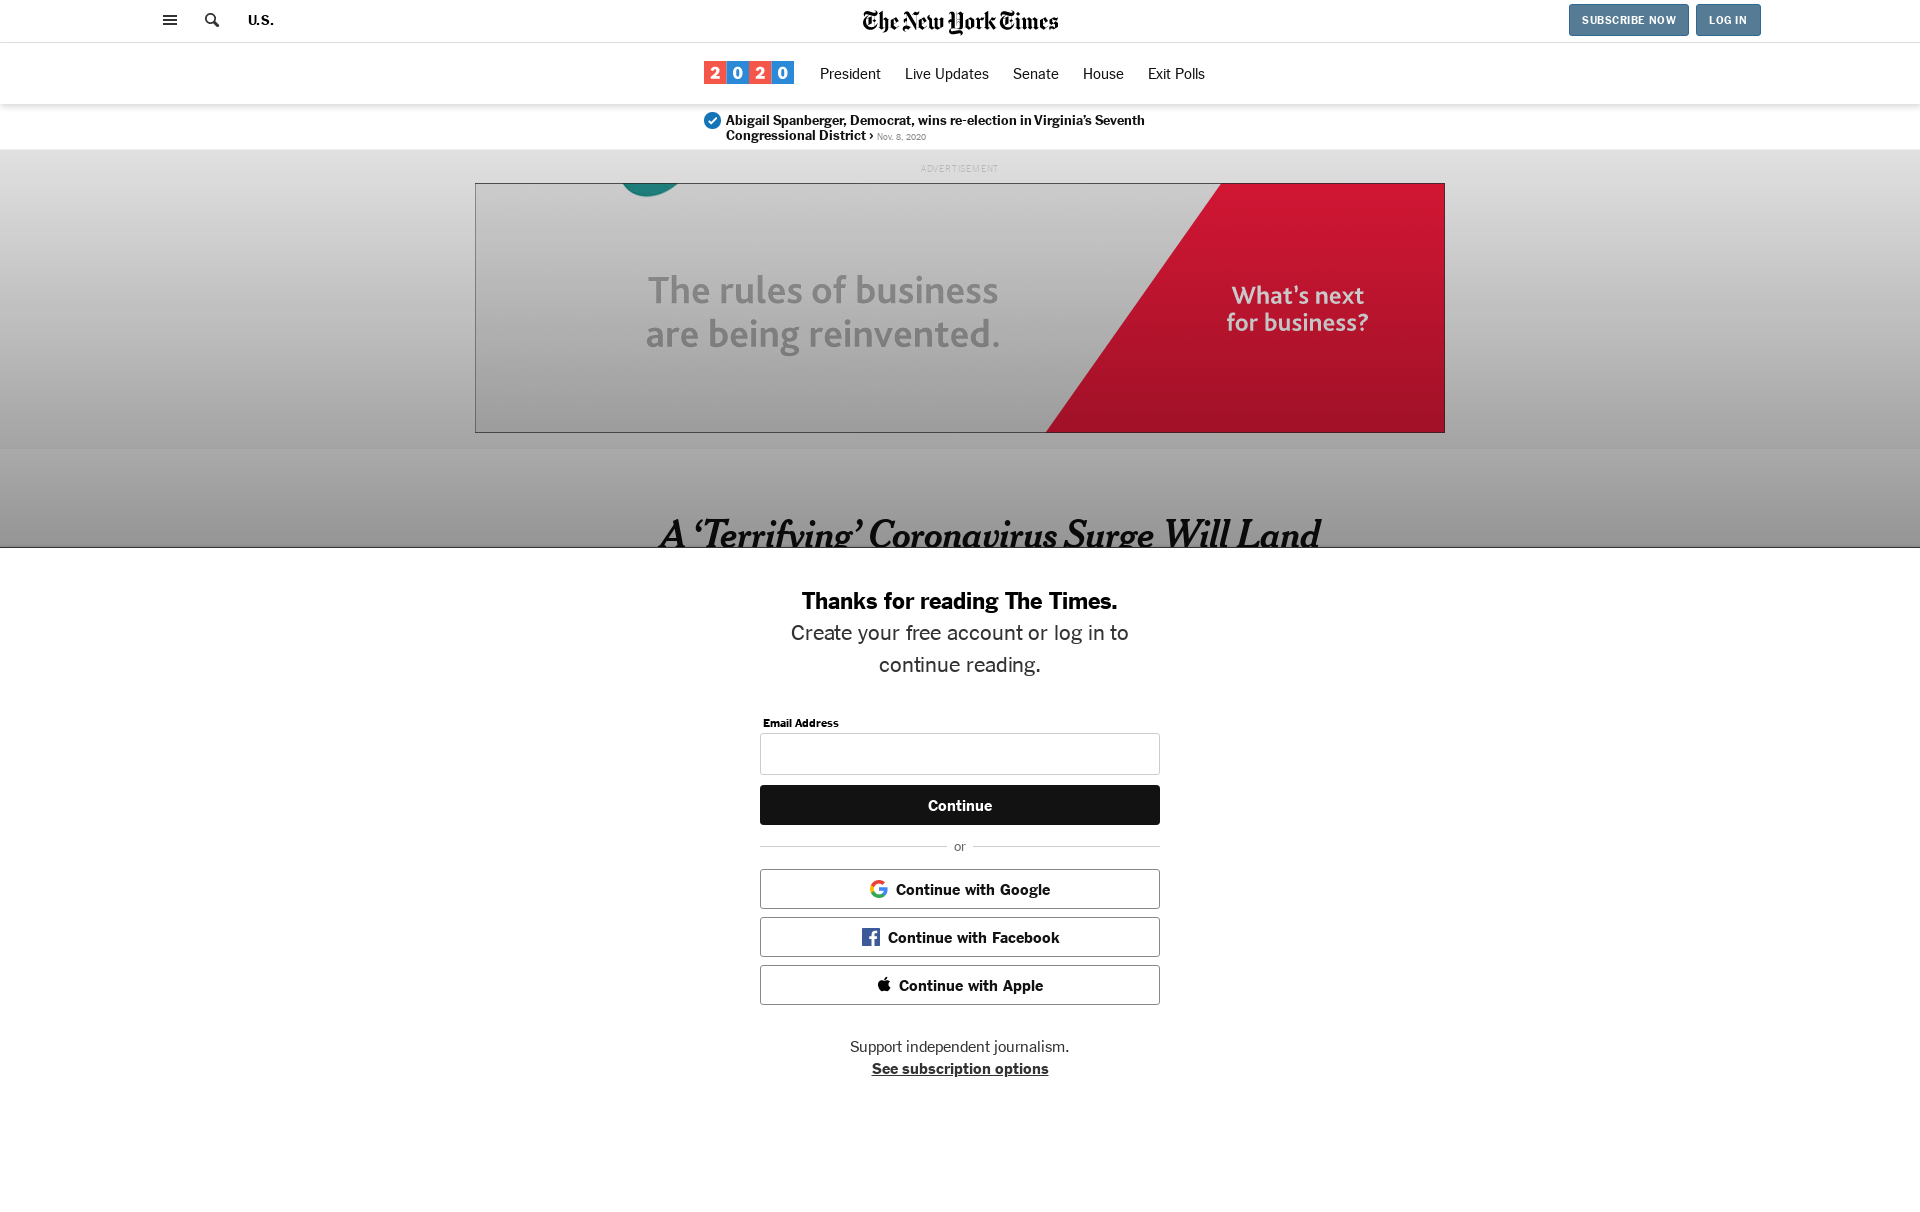 U.S.
The New York Times
SUBSCRIBE NOW
LOG IN
2020
President
Live Updates
Senate
House
Exit Polls
Abigail Spanberger, Democrat, wins re-election in Virginia’s Seventh
Congressional District › Nov. 8, 2020
ADVERTISEMENT
The rules of business
are being reinvented.
What’s next
for business?
A ‘Terrifying’ Coronavirus Surge Will Land
Thanks for reading The Times.
Create your free account or log in to
continue reading.
Email Address
Continue
or
Continue with Google
Continue with Facebook
Continue with Apple
Support independent journalism.
See subscription options